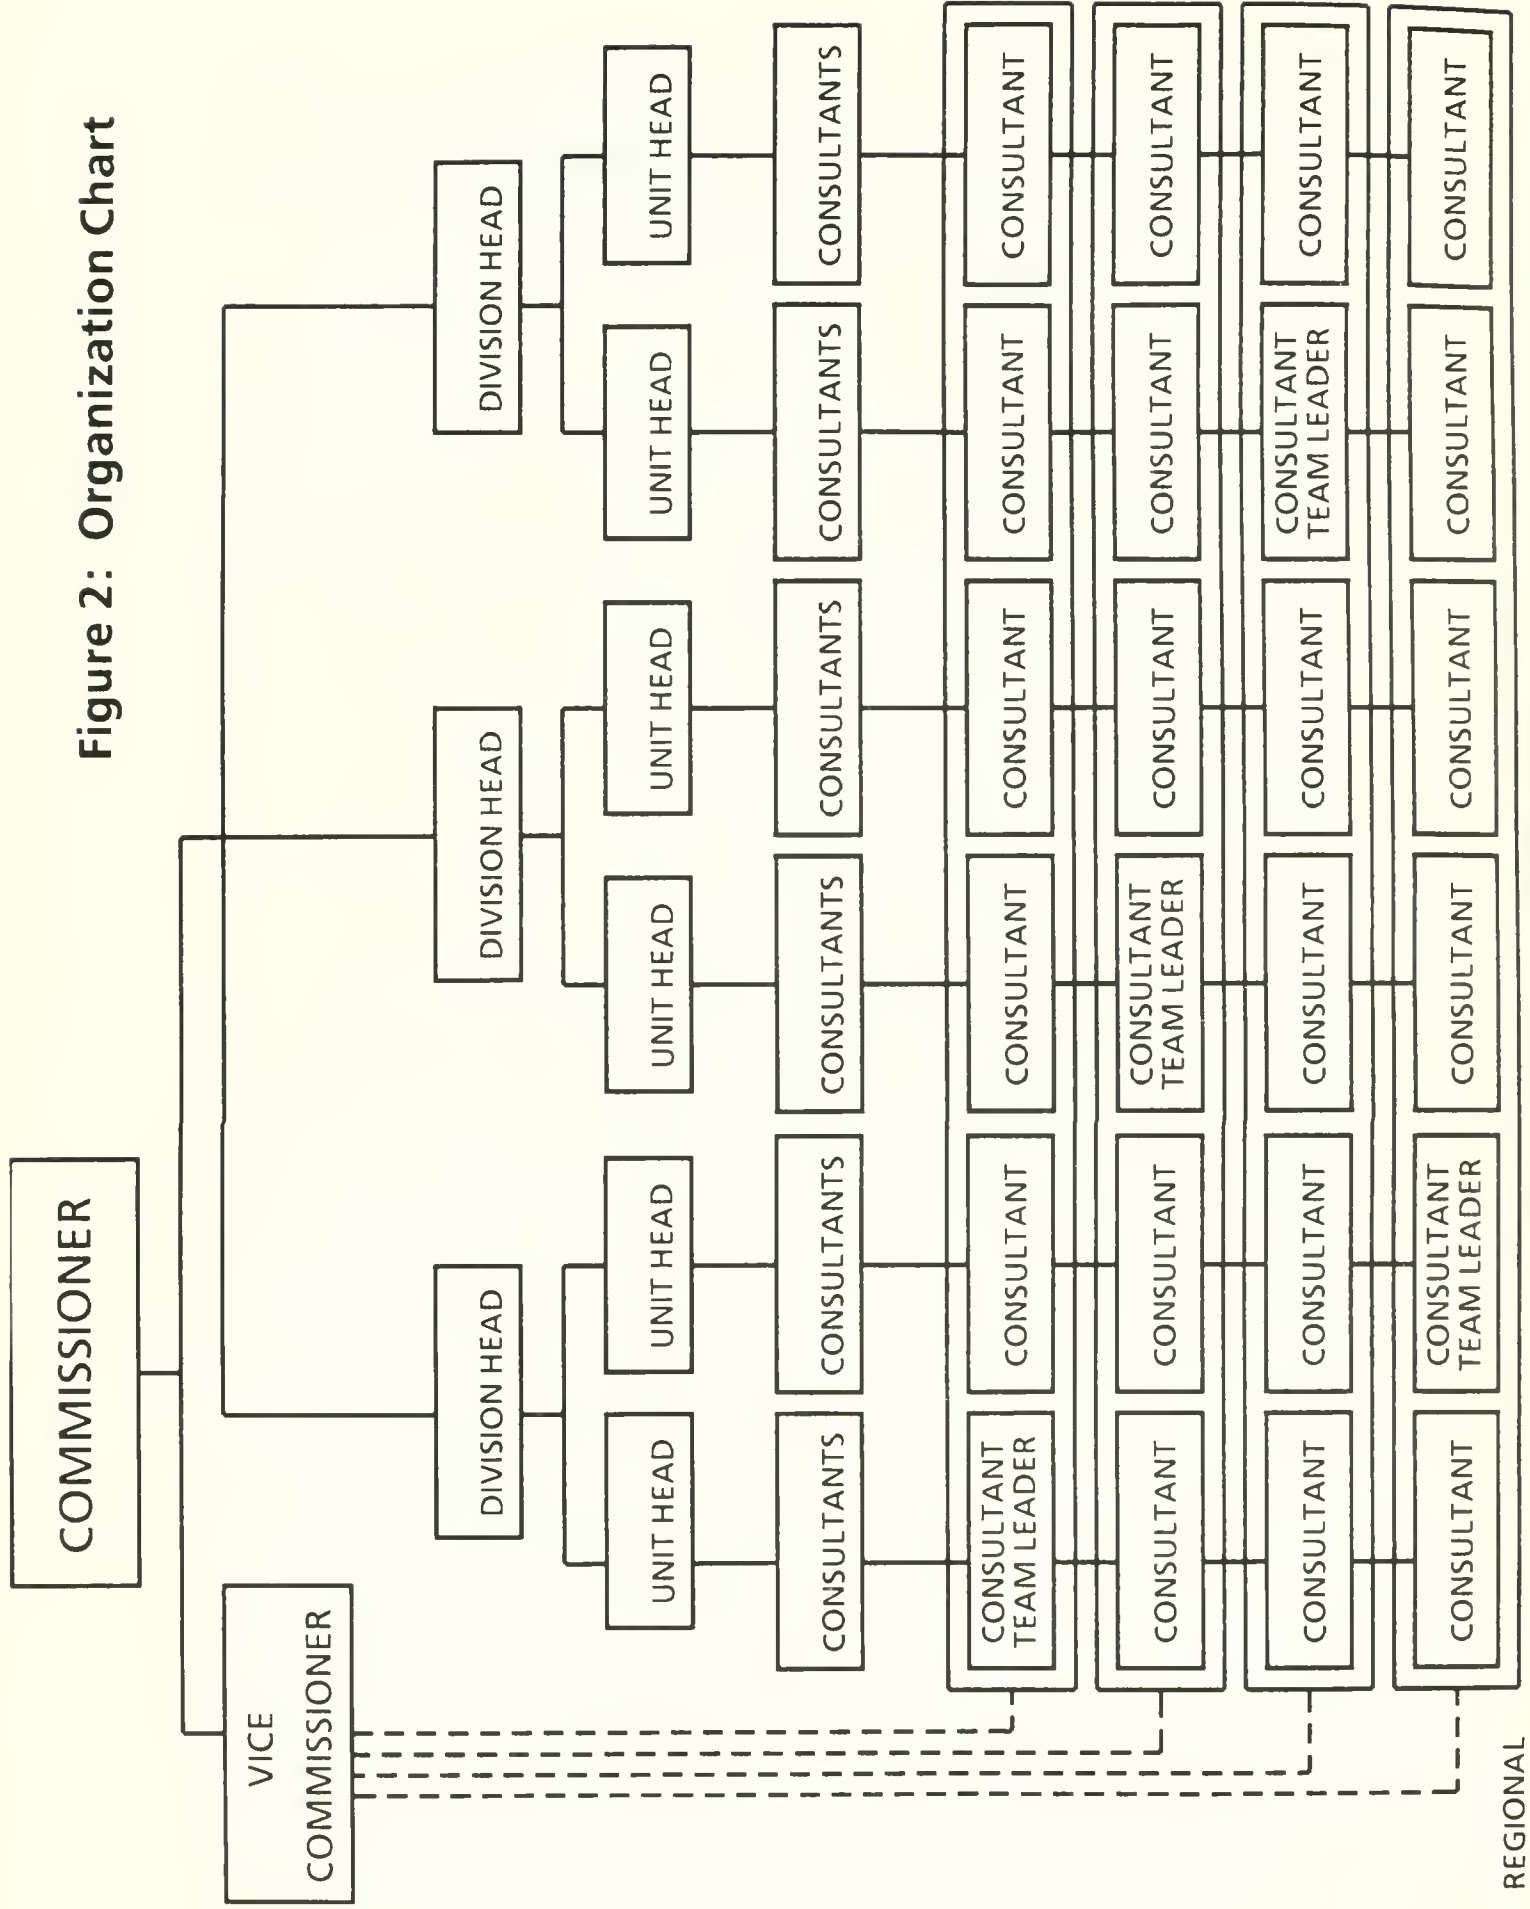 Figure 2: Organization Chart
COMMISSIONER
VICE
COMMISSIONER
DIVISION HEAD
DIVISION HEAD
DIVISION HEAD
UNIT HEAD
UNIT HEAD
UNIT HEAD
UNIT HEAD
UNIT HEAD
UNIT HEAD
CONSULTANTS
CONSULTANTS
CONSULTANTS
CONSULTANTS
CONSULTANTS
CONSULTANTS
CONSULTANT
TEAM LEADER
CONSULTANT
CONSULTANT
CONSULTANT
CONSULTANT
CONSULTANT
CONSULTANT
CONSULTANT
CONSULTANT
TEAM LEADER
CONSULTANT
CONSULTANT
CONSULTANT
CONSULTANT
CONSULTANT
CONSULTANT
CONSULTANT
CONSULTANT
TEAM LEADER
CONSULTANT
CONSULTANT
CONSULTANT
TEAM LEADER
CONSULTANT
CONSULTANT
CONSULTANT
CONSULTANT
REGIONAL